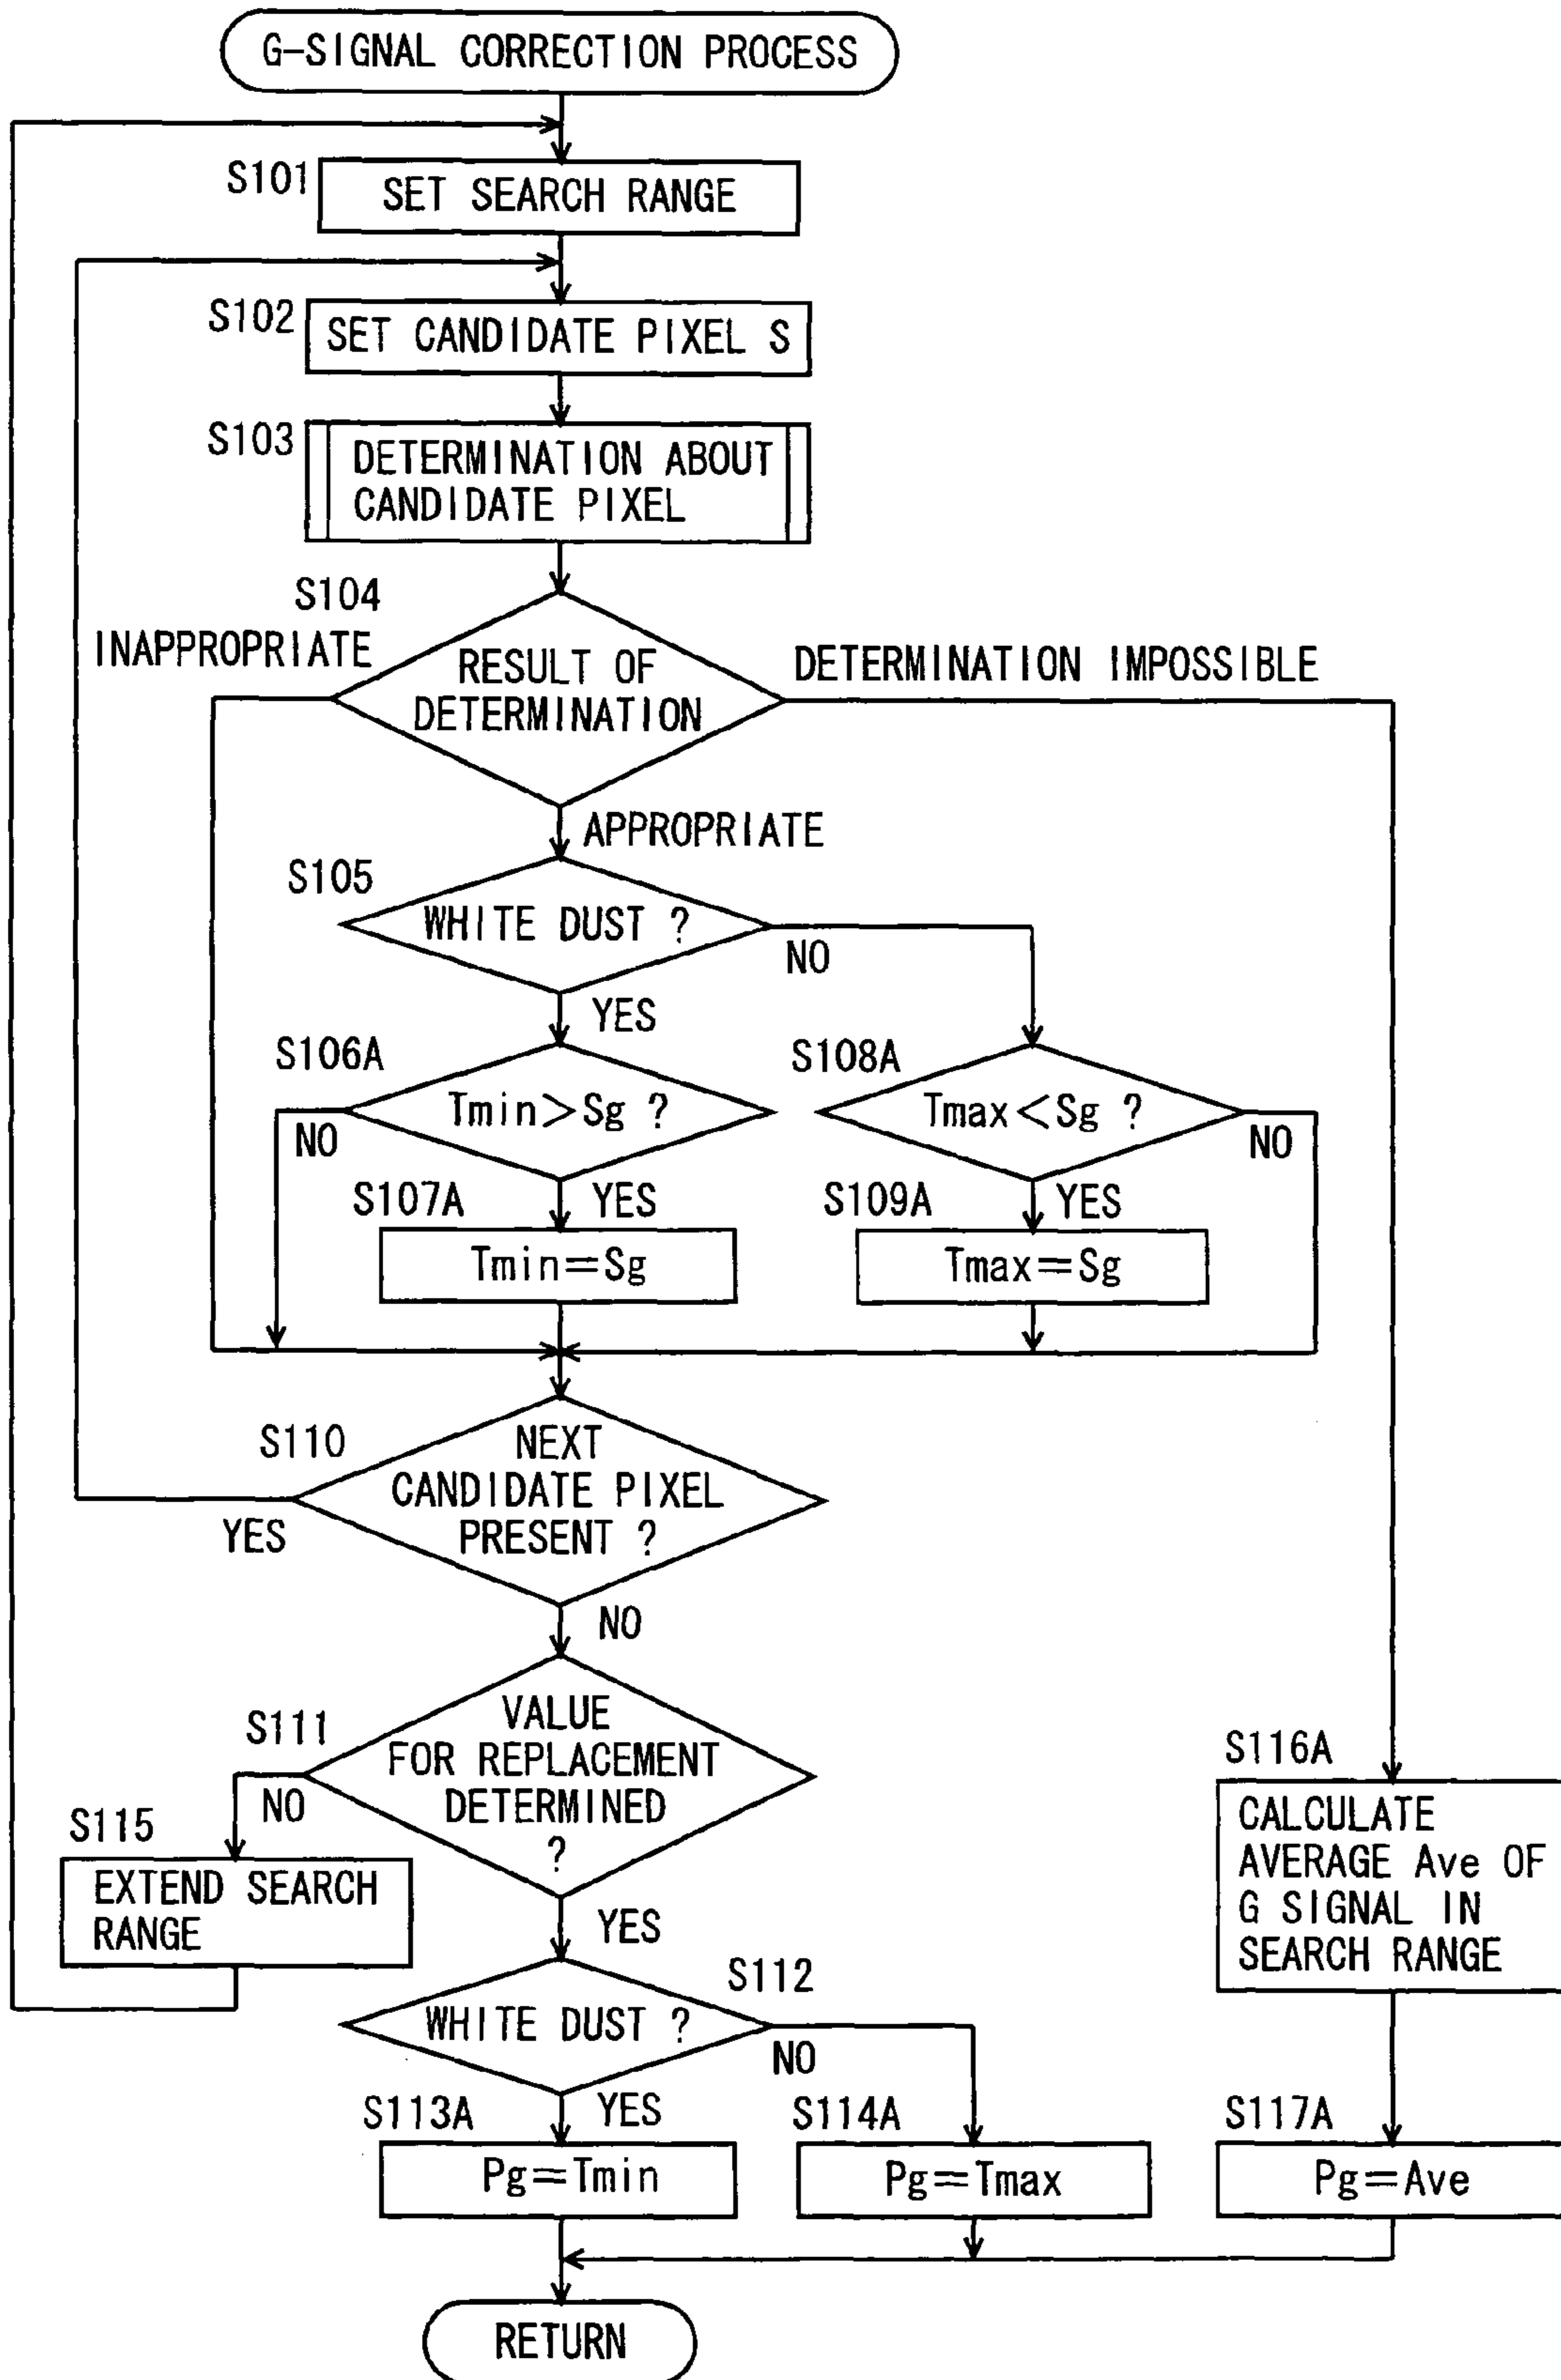 G-SIGNAL CORRECTION PROCESS
S101
SET SEARCH RANGE
S102
SET CANDIDATE PIXEL S
S103
DETERMINATION ABOUT
CANDIDATE PIXEL
S104
INAPPROPRIATE
RESULT OF
DETERMINATION
DETERMINATION IMPOSSIBLE
APPROPRIATE
S105
WHITE DUST ?
NO
YES
S106A
Tmin>Sg ?
NO
YES
S108A
Tmax<Sg ?
NO
YES
S107A
Tmin=Sg
S109A
Tmax=Sg
S110
NEXT
CANDIDATE PIXEL
PRESENT ?
YES
NO
S111
VALUE
FOR REPLACEMENT
DETERMINED
?
NO
YES
S115
EXTEND SEARCH
RANGE
S116A
CALCULATE
AVERAGE Ave OF
G SIGNAL IN
SEARCH RANGE
S112
WHITE DUST ?
NO
YES
S113A
Pg=Tmin
S114A
Pg=Tmax
S117A
Pg=Ave
RETURN